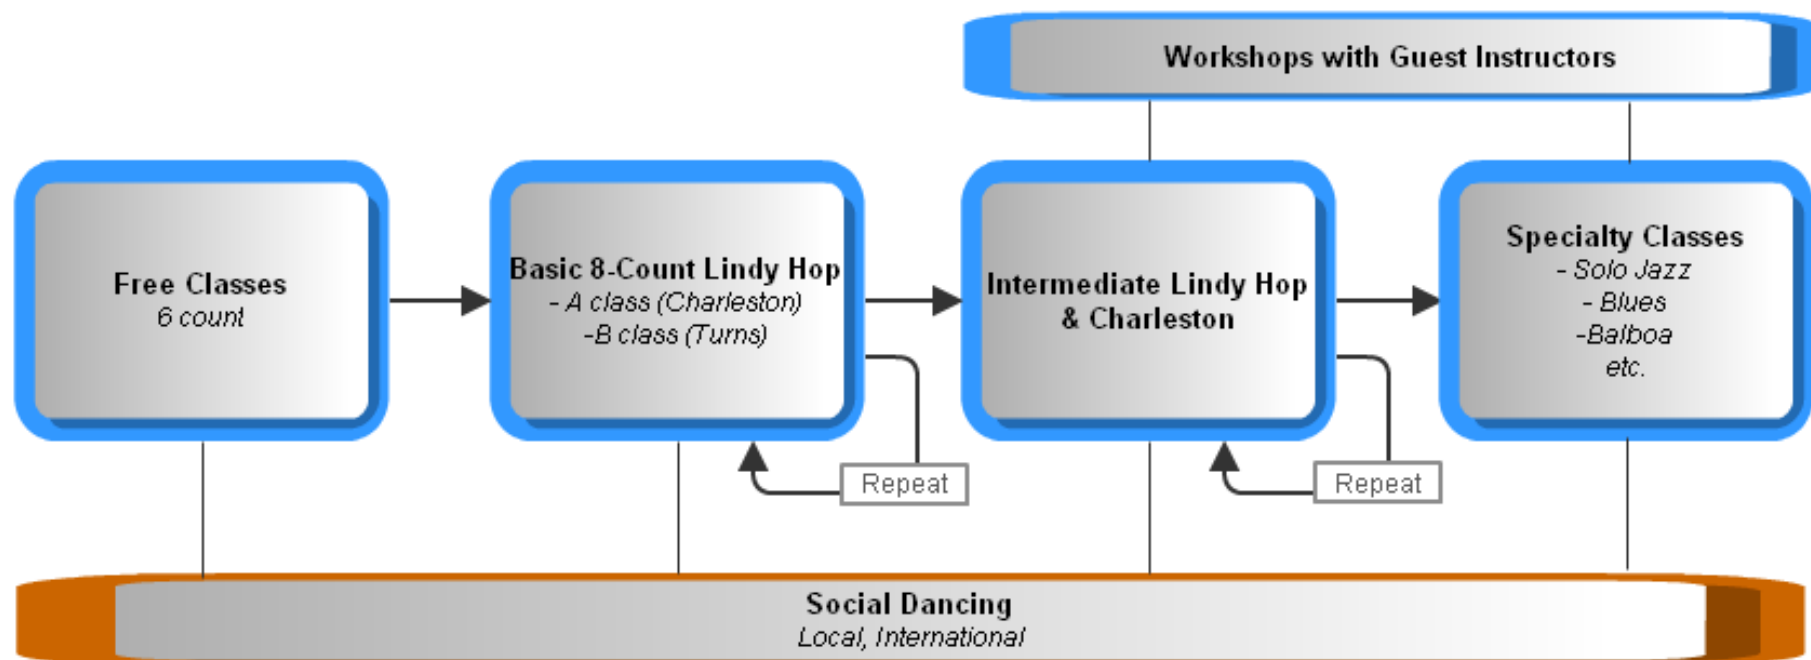 Workshops with Guest Instructors
Free Classes
6 count
Basic 8-Count Lindy Hop
- A class (Charleston)
-B class (Turns)
Intermediate Lindy Hop
& Charleston
Specialty Classes
- Solo Jazz
- Blues
-Balboa
etc.
Repeat
Repeat
Social Dancing
Local, International